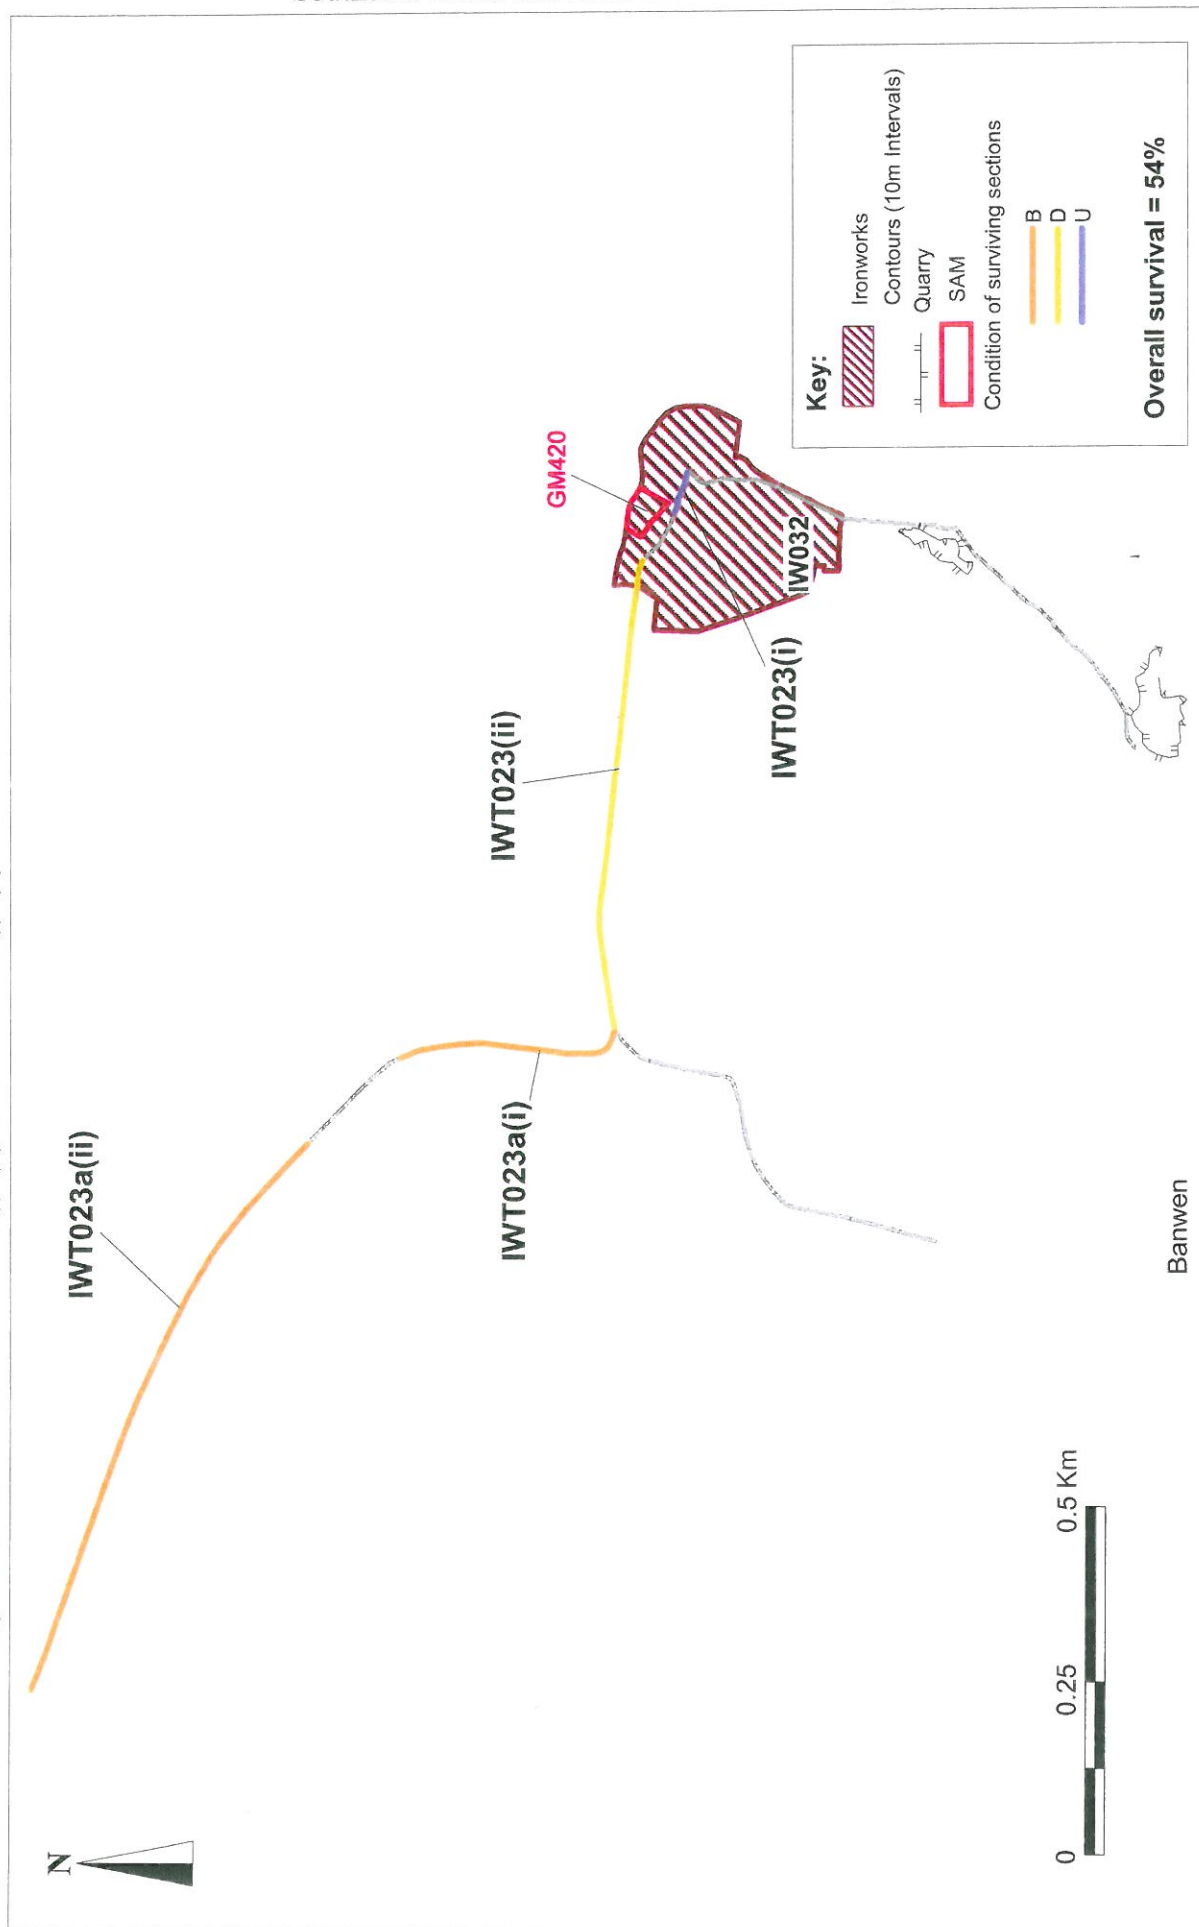 IWT023a(ii)
IWT023a(i)
IWT023(ii)
GM420
IWT023(i)
IW032
N
0 0.25 0.5 Km
Banwen
Key:
Ironworks
Contours (10m Intervals)
Quarry
SAM
Condition of surviving sections
B
D
U
Overall survival = 54%